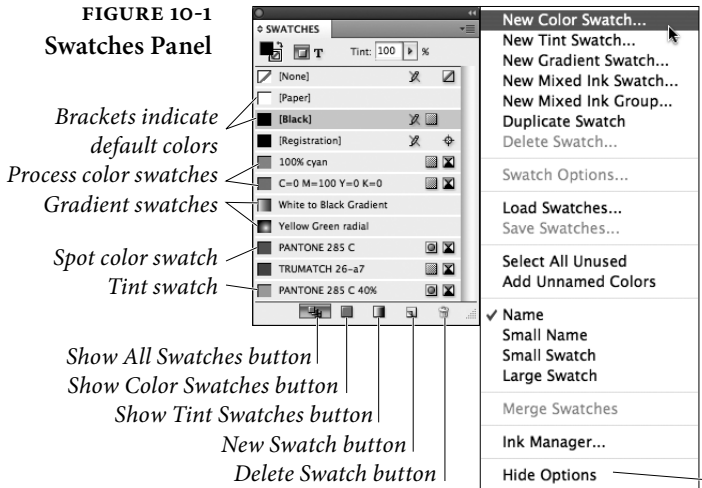 FIGURE 10-1
Swatches Panel
SWATCHES
T Tint: 100 %
[None]
[Paper]
[Black]
[Registration]
100% cyan
C=0 M=100 Y=0 K=0
White to Black Gradient
Yellow Green radial
PANTONE 285 C
TRUMATCH 26-a7
PANTONE 285 C 40%
Brackets indicate
default colors
Process color swatches
Gradient swatches
Spot color swatch
Tint swatch
Show All Swatches button
Show Color Swatches button
Show Tint Swatches button
New Swatch button
Delete Swatch button
New Color Swatch...
New Tint Swatch...
New Gradient Swatch...
New Mixed Ink Swatch...
New Mixed Ink Group...
Duplicate Swatch
Delete Swatch...
Swatch Options...
Load Swatches...
Save Swatches...
Select All Unused
Add Unnamed Colors
✓ Name
Small Name
Small Swatch
Large Swatch
Merge Swatches
Ink Manager...
Hide Options